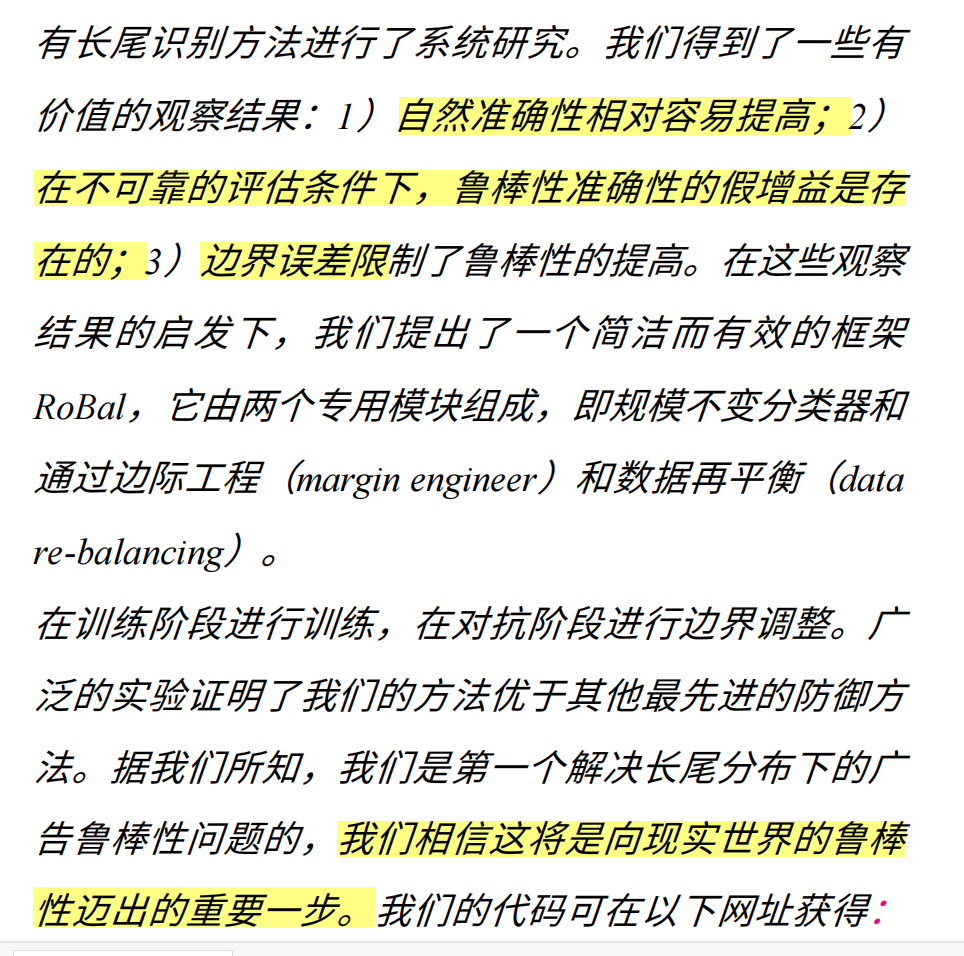 有长尾识别方法进行了系统研究。我们得到了一些有
价值的观察结果：1）自然准确性相对容易提高；2）
在不可靠的评估条件下，鲁棒性准确性的假增益是存
在的；3）边界误差限制了鲁棒性的提高。在这些观察
结果的启发下，我们提出了一个简洁而有效的框架
RoBal，它由两个专用模块组成，即规模不变分类器和
通过边际工程（margin engineer）和数据再平衡（data
re-balancing）。
在训练阶段进行训练，在对抗阶段进行边界调整。广
泛的实验证明了我们的方法优于其他最先进的防御方
法。据我们所知，我们是第一个解决长尾分布下的广
告鲁棒性问题的，我们相信这将是向现实世界的鲁棒
性迈出的重要一步。我们的代码可在以下网址获得：